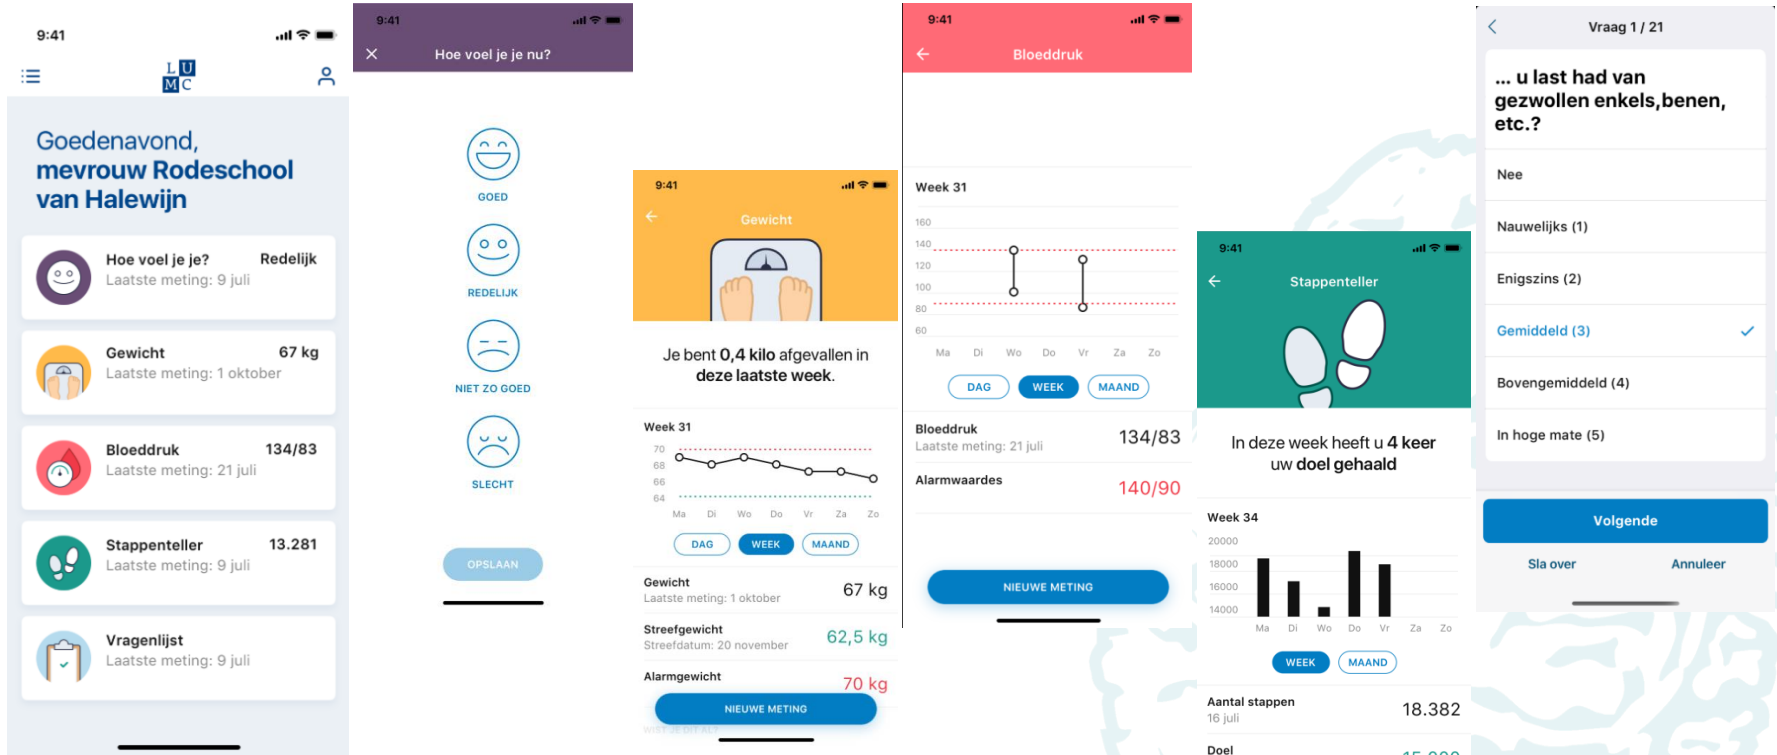 9:41
L U
M C
Goedenavond,
mevrouw Rodeschool
van Halewijn
Hoe voel je je? Redelijk
Laatste meting: 9 juli
Gewicht 67 kg
Laatste meting: 1 oktober
Bloeddruk 134/83
Laatste meting: 21 juli
Stappenteller 13.281
Laatste meting: 9 juli
Vragenlijst
Laatste meting: 9 juli
9:41
Hoe voel je je nu?
GOED
REDELIJK
NIET ZO GOED
SLECHT
OPSLAAN
9:41
Gewicht
Je bent 0,4 kilo afgevallen in
deze laatste week.
Week 31
70
68
66
64
Ma Di Wo Do Vr Za Zo
DAG WEEK MAAND
Gewicht 67 kg
Laatste meting: 1 oktober
Streefgewicht 62,5 kg
Streefdatum: 20 november
Alarmgewicht 70 kg
NIEUWE METING
WIST JE DIT AL?
9:41
Bloeddruk
Week 31
160
140
120
100
80
60
Ma Di Wo Do Vr Za Zo
DAG WEEK MAAND
Bloeddruk 134/83
Laatste meting: 21 juli
Alarmwaardes 140/90
NIEUWE METING
9:41
Stappenteller
In deze week heeft u 4 keer
uw doel gehaald
Week 34
20000
18000
16000
14000
Ma Di Wo Do Vr Za Zo
WEEK MAAND
Aantal stappen 18.382
16 juli
Doel
Vraag 1 / 21
... u last had van
gezwollen enkels,benen,
etc.?
Nee
Nauwelijks (1)
Enigszins (2)
Gemiddeld (3)
Bovengemiddeld (4)
In hoge mate (5)
Volgende
Sla over Annuleer